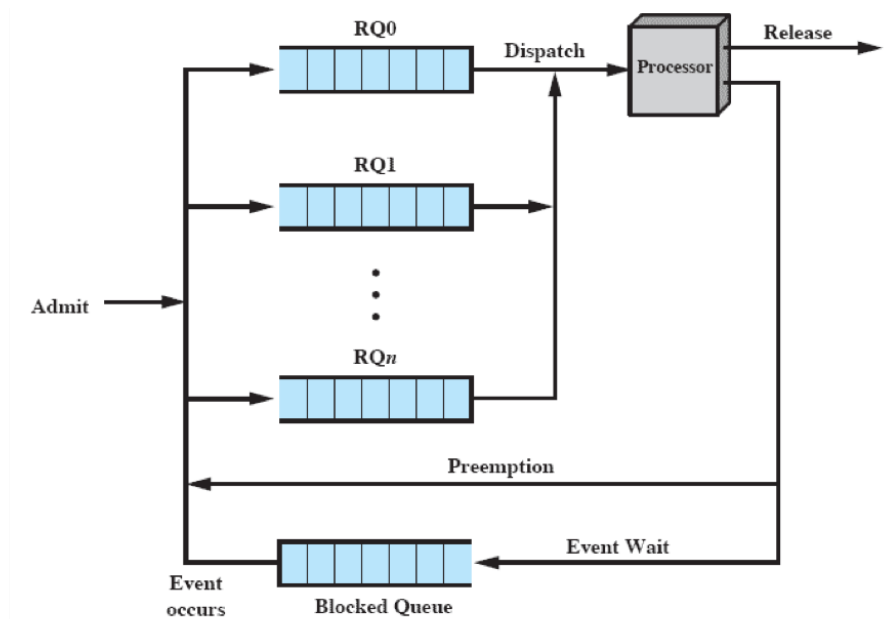 RQ0
Release
Dispatch
Processor
RQ1
Admit
RQn
Preemption
Event Wait
Event
occurs
Blocked Queue